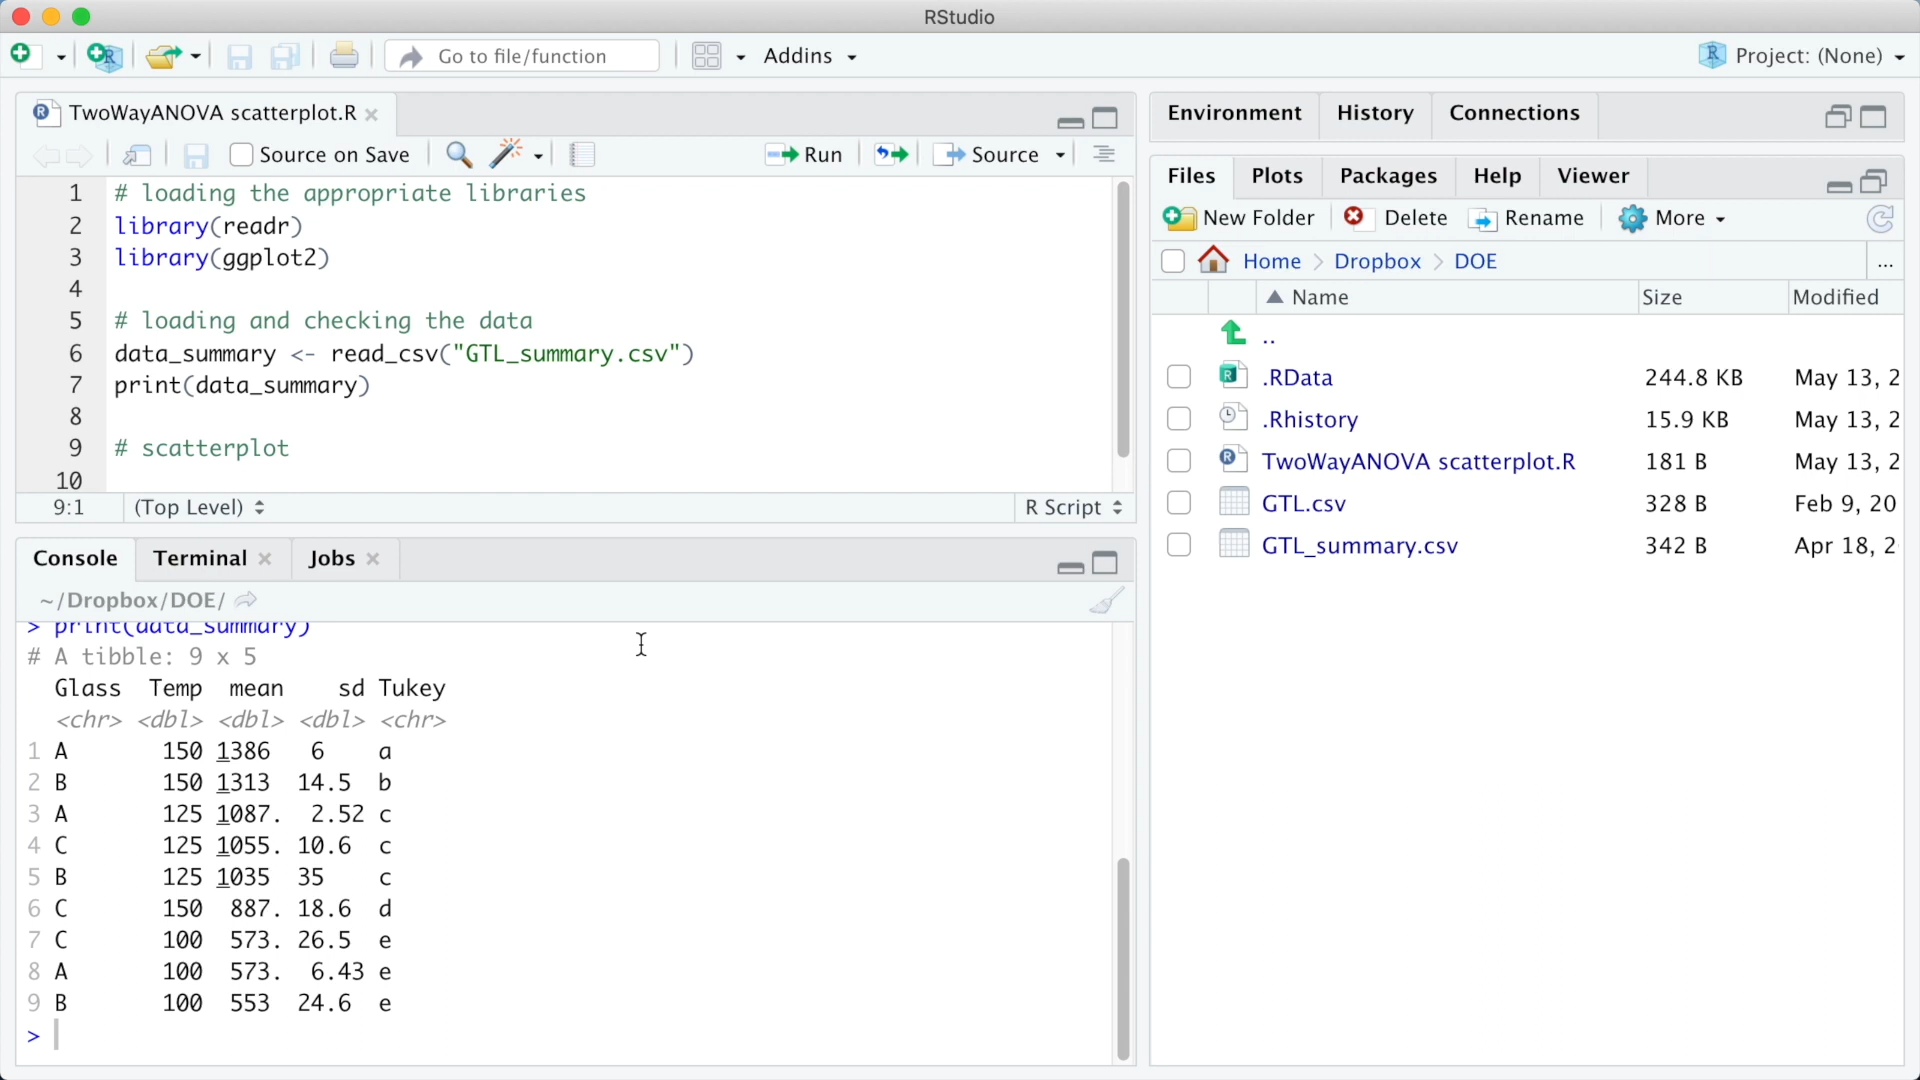 RStudio
Go to file/function
Addins
Project: (None)
TwoWayANOVA scatterplot.R
Source on Save
Run
Source
1 # loading the appropriate libraries
2 library(readr)
3 library(ggplot2)
4
5 # loading and checking the data
6 data_summary <- read_csv("GTL_summary.csv")
7 print(data_summary)
8
9 # scatterplot
10
9:1 (Top Level) R Script
Console Terminal Jobs
~/Dropbox/DOE/
> print(data_summary)
# A tibble: 9 x 5
Glass Temp mean sd Tukey
<chr> <dbl> <dbl> <dbl> <chr>
1 A 150 1386 6 a
2 B 150 1313 14.5 b
3 A 125 1087. 2.52 c
4 C 125 1055. 10.6 c
5 B 125 1035 35 c
6 C 150 887. 18.6 d
7 C 100 573. 26.5 e
8 A 100 573. 6.43 e
9 B 100 553 24.6 e
>
Environment History Connections
Files Plots Packages Help Viewer
New Folder Delete Rename More
Home > Dropbox > DOE ...
Name Size Modified
..
.RData 244.8 KB May 13, 2
.Rhistory 15.9 KB May 13, 2
TwoWayANOVA scatterplot.R 181 B May 13, 2
GTL.csv 328 B Feb 9, 20
GTL_summary.csv 342 B Apr 18, 2